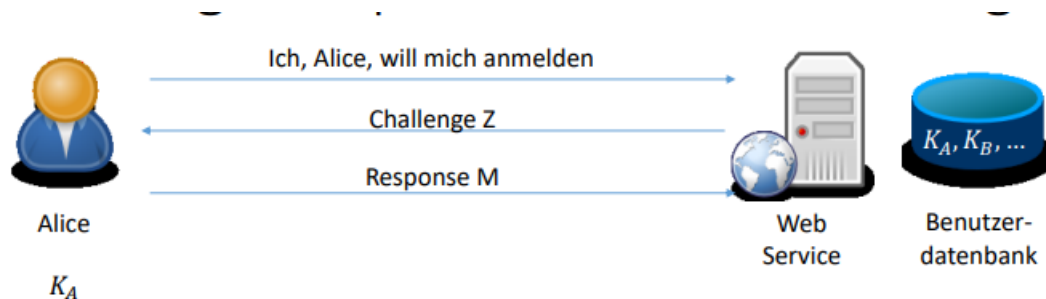 Ich, Alice, will mich anmelden
Challenge Z
Response M
K_A, K_B, ...
Alice
Web
Service
Benutzer-
datenbank
K_A